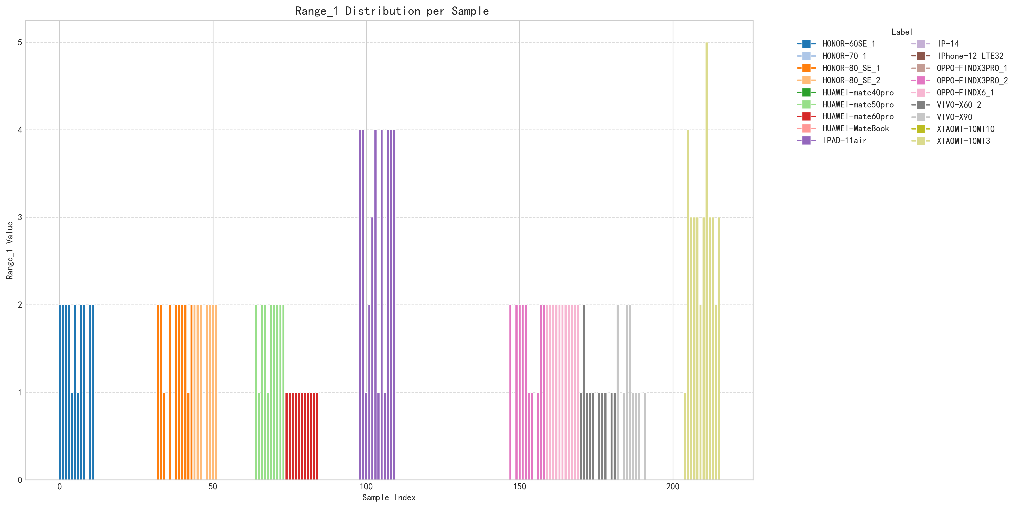 Range_1 Distribution per Sample
Range_1 Value
5
4
3
2
1
0
0
50
100
150
200
Sample Index
Label
HONOR-60SE_1
HONOR-70_1
HONOR-80_SE_1
HONOR-80_SE_2
HUAWEI-mate40pro
HUAWEI-mate50pro
HUAWEI-mate60pro
HUAWEI-MateBook
IPAD-11air
IP-14
IPhone-12_LTE32
OPPO-FINDX3PRO_1
OPPO-FINDX3PRO_2
OPPO-FINDX6_1
VIVO-X60_2
VIVO-X90
XIAOMI-10MI10
XIAOMI-10MI3